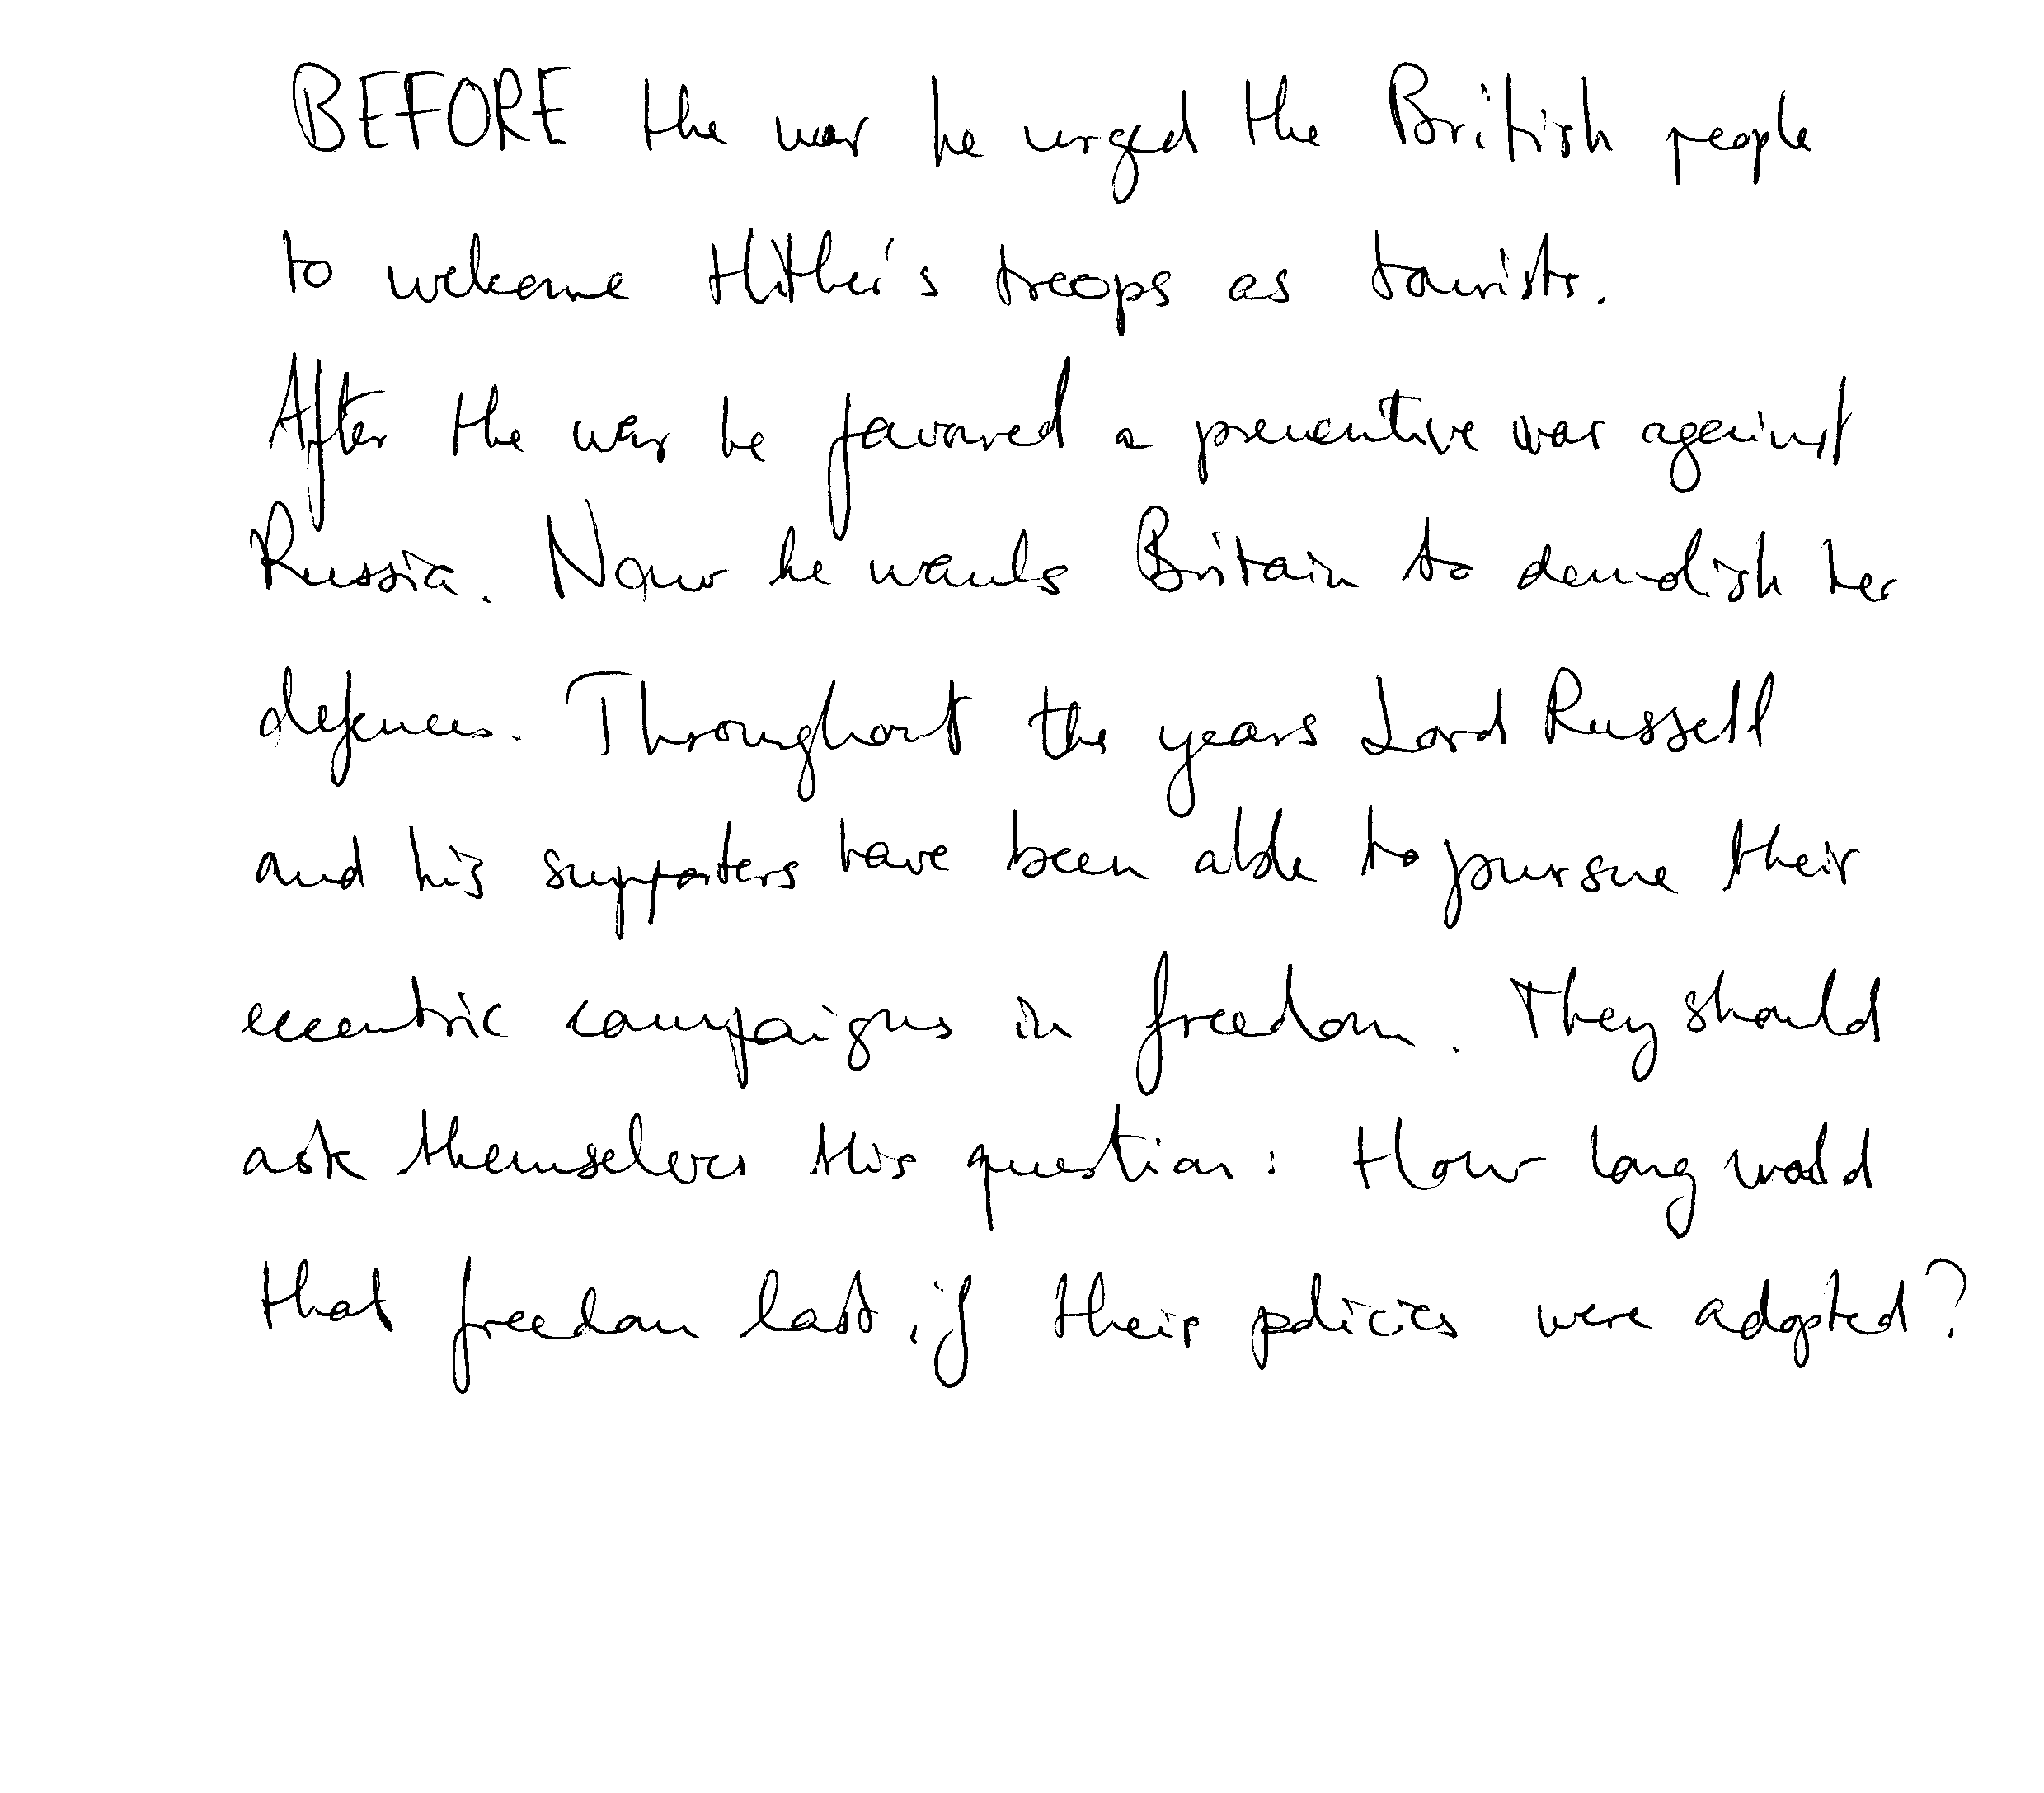 BEFORE the war he urged the British people
to welcome Hitler's troops as tourists.
After the war he favoured a preventive war against
Russia. Now he wants Britain to demolish her
defences. Throughout the years Lord Russell
and his supporters have been able to pursue their
eccentric campaigns in freedom. They should
ask themselves this question: How long would
that freedom last if their policies were adopted?